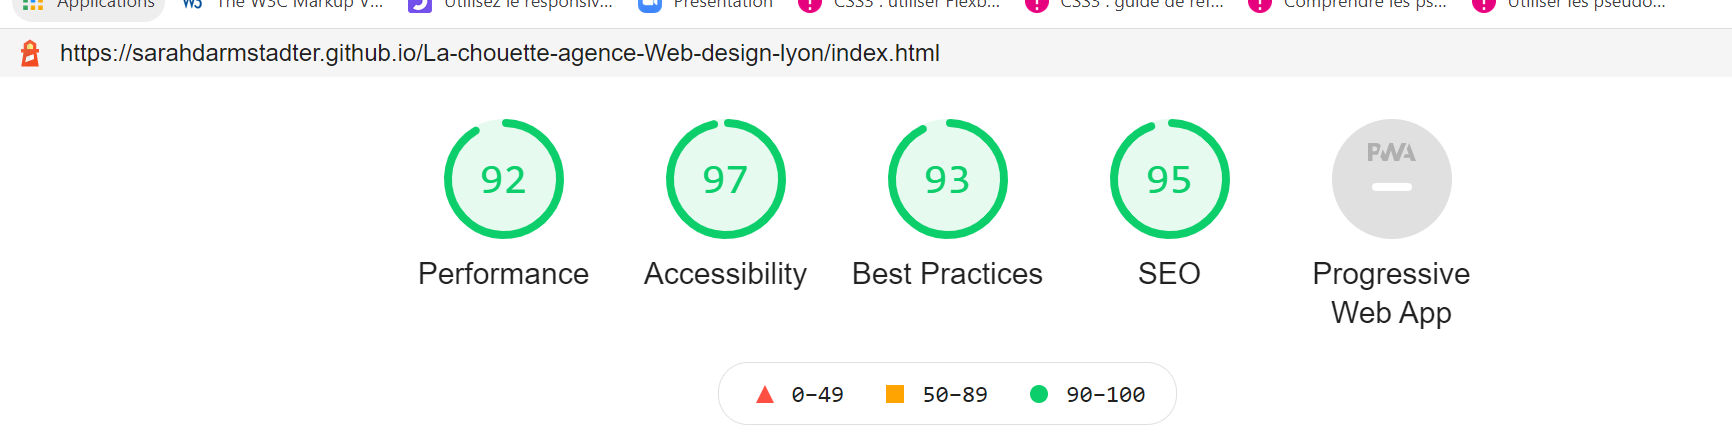 Applications The W3C Markup V... Utilisez le responsiv... Présentation CSS3 : utiliser Flexb... CSS3 : guide de réf... Comprendre les ps... Utiliser les pseudo...
https://sarahdarmstadter.github.io/La-chouette-agence-Web-design-lyon/index.html
92 97 93 95 PWA
Performance Accessibility Best Practices SEO Progressive
Web App
0–49 50–89 90–100